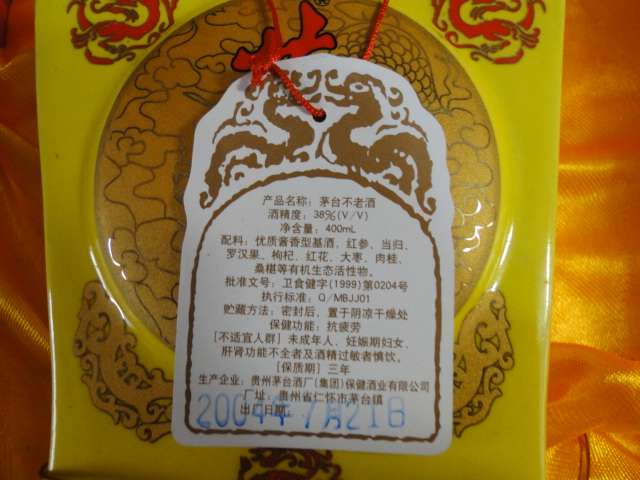 产品名称：茅台不老酒
酒精度：38%(V/V)
净含量：400mL
配料：优质酱香型基酒、红参、当归、
罗汉果、枸杞、红花、大枣、肉桂、
桑椹等有机生态活性物。
批准文号：卫食健字(1999)第0204号
执行标准：Q/MBJJ01
贮藏方法：密封后，置于阴凉干燥处
保健功能：抗疲劳
[不适宜人群] 未成年人、妊娠期妇女、
肝肾功能不全者及酒精过敏者慎饮。
[保质期] 三年
生产企业：贵州茅台酒厂(集团)保健酒业有限公司
厂址：贵州省仁怀市茅台镇
出厂日期：
2004年7月21日